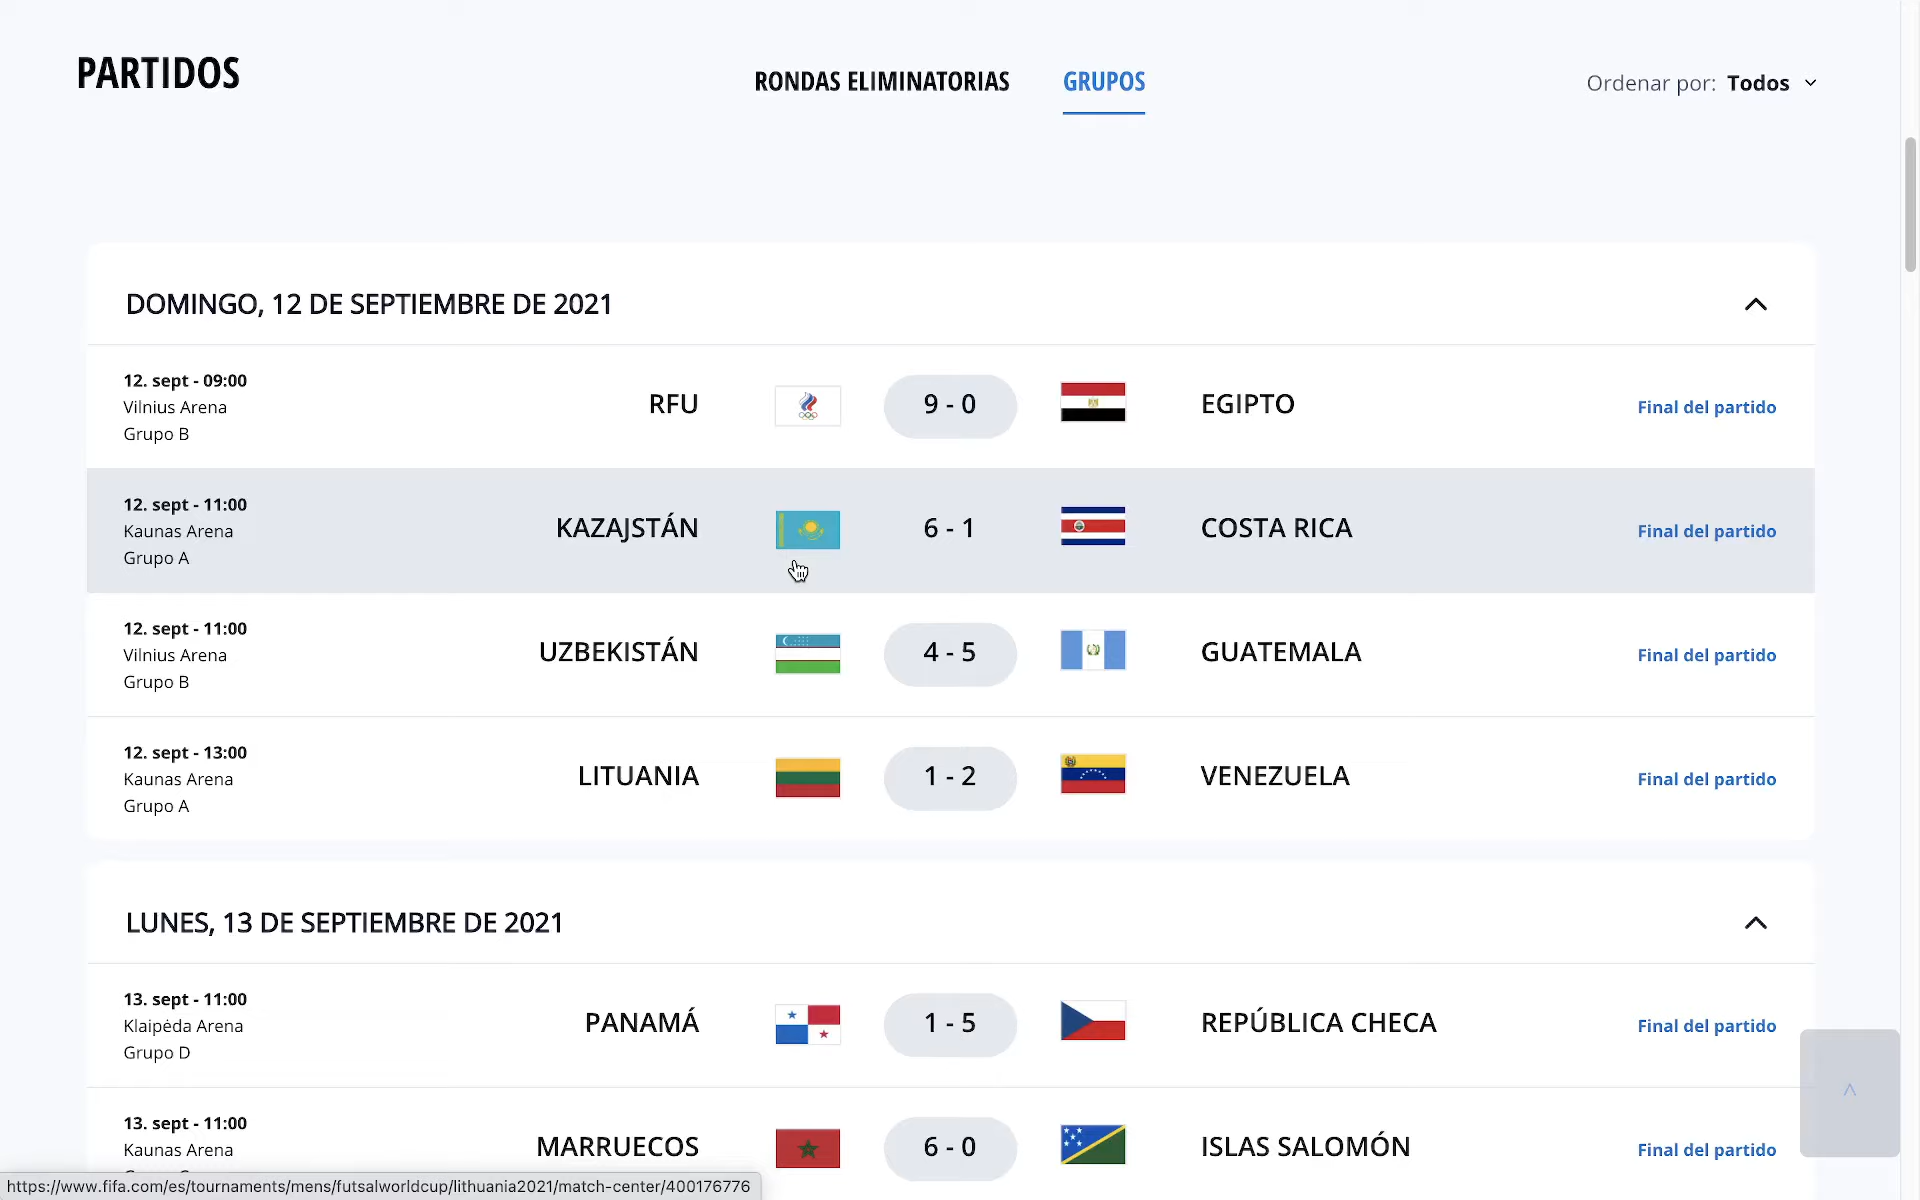 PARTIDOS
RONDAS ELIMINATORIAS
GRUPOS
Ordenar por: Todos
DOMINGO, 12 DE SEPTIEMBRE DE 2021
12. sept - 09:00
Vilnius Arena
Grupo B
RFU
9 - 0
EGIPTO
Final del partido
12. sept - 11:00
Kaunas Arena
Grupo A
KAZAJSTÁN
6 - 1
COSTA RICA
Final del partido
12. sept - 11:00
Vilnius Arena
Grupo B
UZBEKISTÁN
4 - 5
GUATEMALA
Final del partido
12. sept - 13:00
Kaunas Arena
Grupo A
LITUANIA
1 - 2
VENEZUELA
Final del partido
LUNES, 13 DE SEPTIEMBRE DE 2021
13. sept - 11:00
Klaipėda Arena
Grupo D
PANAMÁ
1 - 5
REPÚBLICA CHECA
Final del partido
13. sept - 11:00
Kaunas Arena
MARRUECOS
6 - 0
ISLAS SALOMÓN
Final del partido
https://www.fifa.com/es/tournaments/mens/futsalworldcup/lithuania2021/match-center/400176776